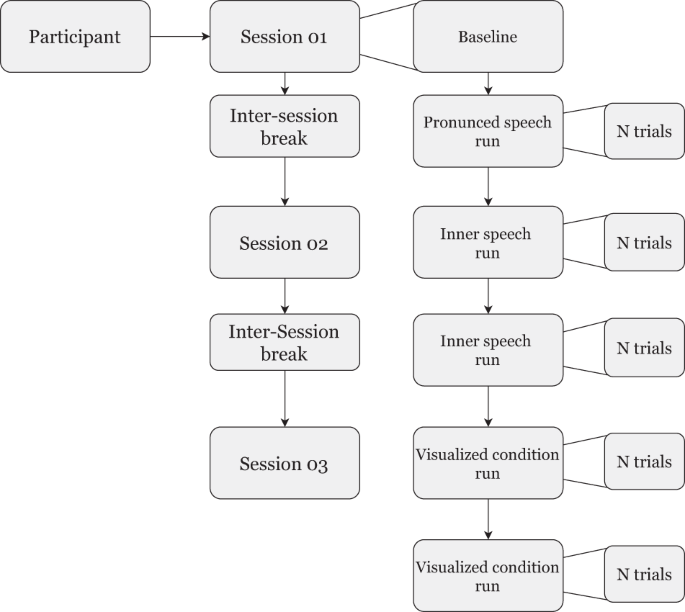 Participant
Session 01
Baseline
Inter-session
break
Pronunced speech
run
N trials
Session 02
Inner speech
run
N trials
Inter-Session
break
Inner speech
run
N trials
Session 03
Visualized condition
run
N trials
Visualized condition
run
N trials